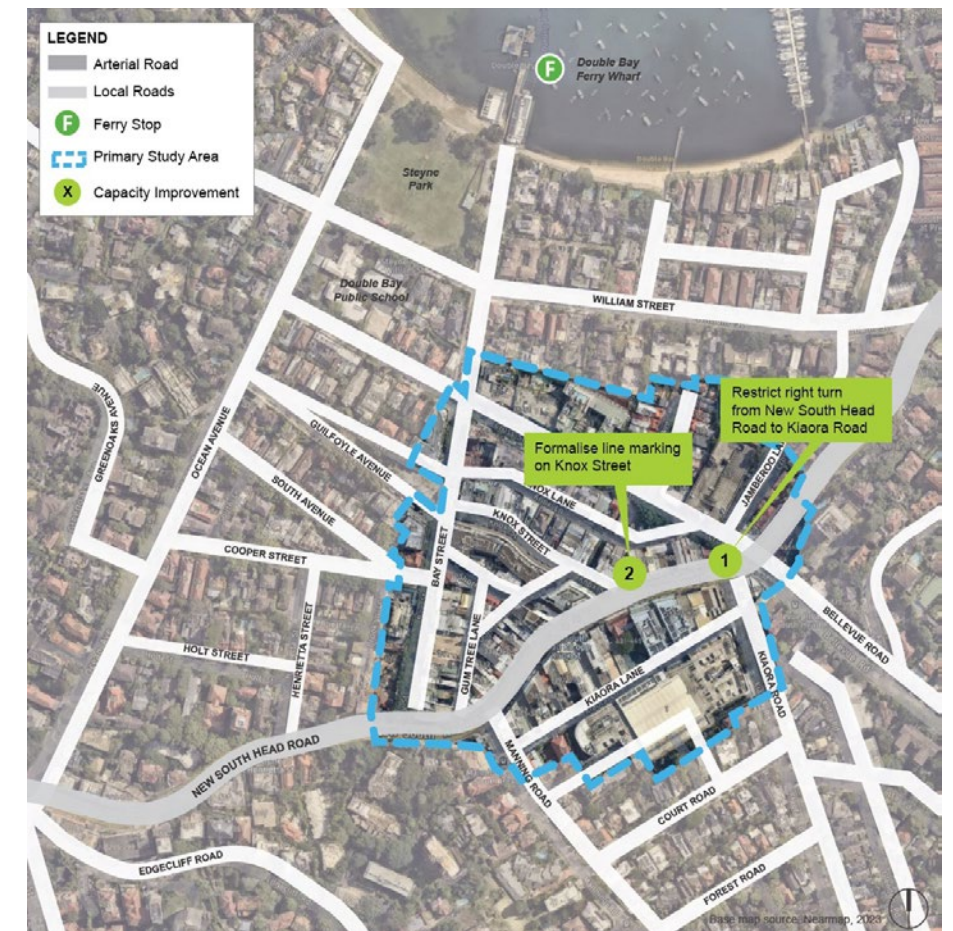 LEGEND
Arterial Road
Local Roads
F
Ferry Stop
Primary Study Area
X
Capacity Improvement
F
Double Bay
Ferry Wharf
Steyne
Park
Double Bay
Public School
WILLIAM STREET
GREENOAKS AVENUE
OCEAN AVENUE
GUILFOYLE AVENUE
SOUTH AVENUE
COOPER STREET
HENRIETTA STREET
HOLT STREET
BAY STREET
KNOX STREET
GUM TREE LANE
Formalise line marking
on Knox Street
Restrict right turn
from New South Head
Road to Kiaora Road
2
1
BELLEVUE ROAD
KIAORA ROAD
KIAORA LANE
MANNING ROAD
COURT ROAD
FOREST ROAD
NEW SOUTH HEAD ROAD
EDGECLIFF ROAD
Base map source: Nearmap, 2023